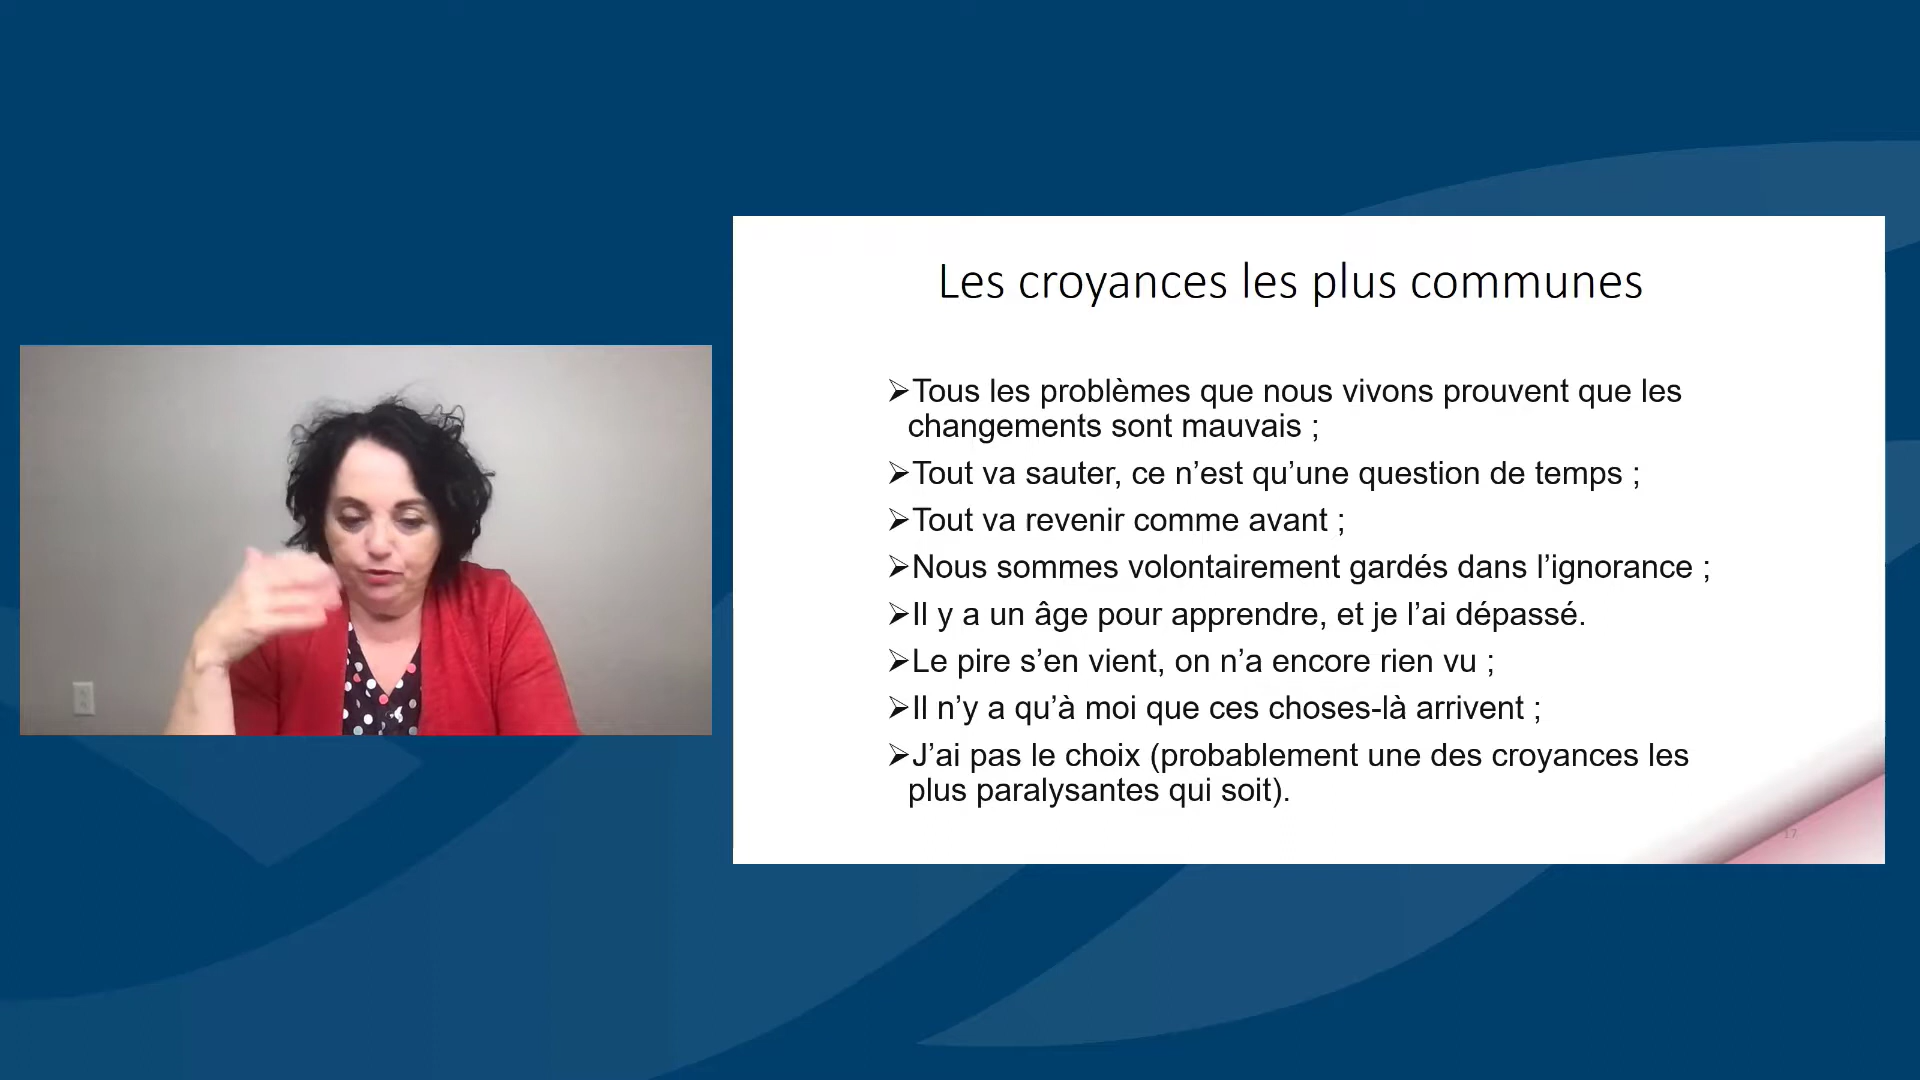 Les croyances les plus communes
➢Tous les problèmes que nous vivons prouvent que les
changements sont mauvais ;
➢Tout va sauter, ce n’est qu’une question de temps ;
➢Tout va revenir comme avant ;
➢Nous sommes volontairement gardés dans l’ignorance ;
➢Il y a un âge pour apprendre, et je l’ai dépassé.
➢Le pire s’en vient, on n’a encore rien vu ;
➢Il n’y a qu’à moi que ces choses-là arrivent ;
➢J’ai pas le choix (probablement une des croyances les
plus paralysantes qui soit).
17